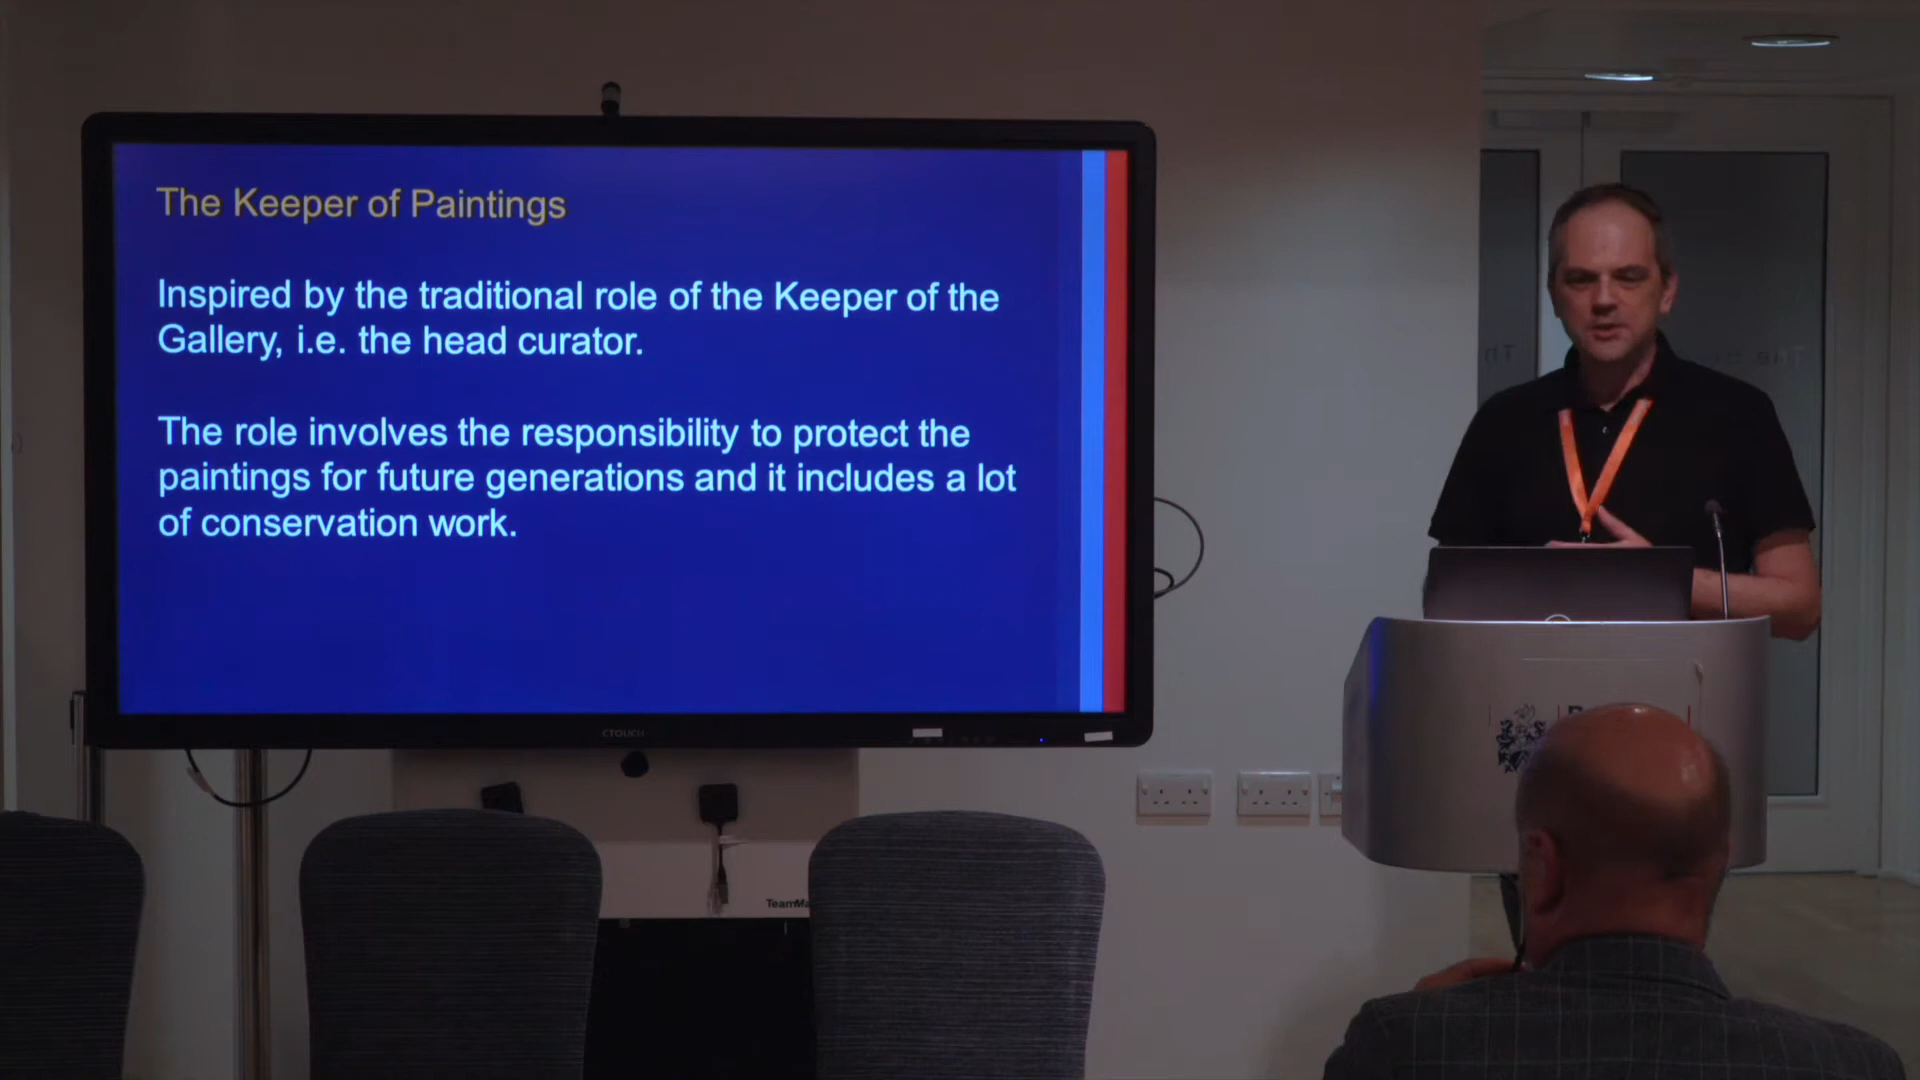 The Keeper of Paintings
Inspired by the traditional role of the Keeper of the
Gallery, i.e. the head curator.
The role involves the responsibility to protect the
paintings for future generations and it includes a lot
of conservation work.
CTOUCH